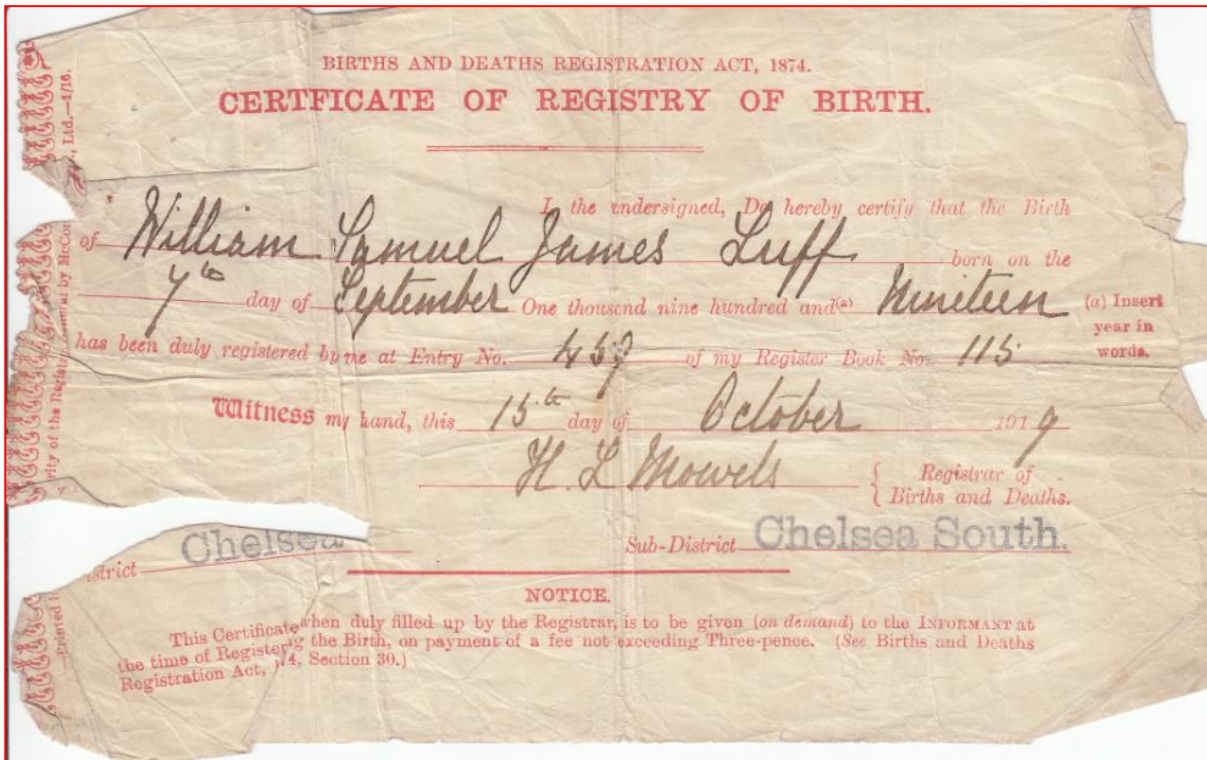 BIRTHS AND DEATHS REGISTRATION ACT, 1874.
CERTFICATE OF REGISTRY OF BIRTH.
I the undersigned, Do hereby certify that the Birth
of William Samuel James Luff born on the
7th day of September One thousand nine hundred and (a) Nineteen (a) Insert year in words.
has been duly registered by me at Entry No. 459 of my Register Book No. 115
Witness my hand, this 15th day of October 1919
H. L Mowels { Registrar of
{ Births and Deaths.
Chelsea Sub-District Chelsea South.
NOTICE.
This Certificate when duly filled up by the Registrar, is to be given (on demand) to the INFORMANT at
the time of Registering the Birth, on payment of a fee not exceeding Three-pence. (See Births and Deaths
Registration Act, 74, Section 30.)
Ltd.—4/16.